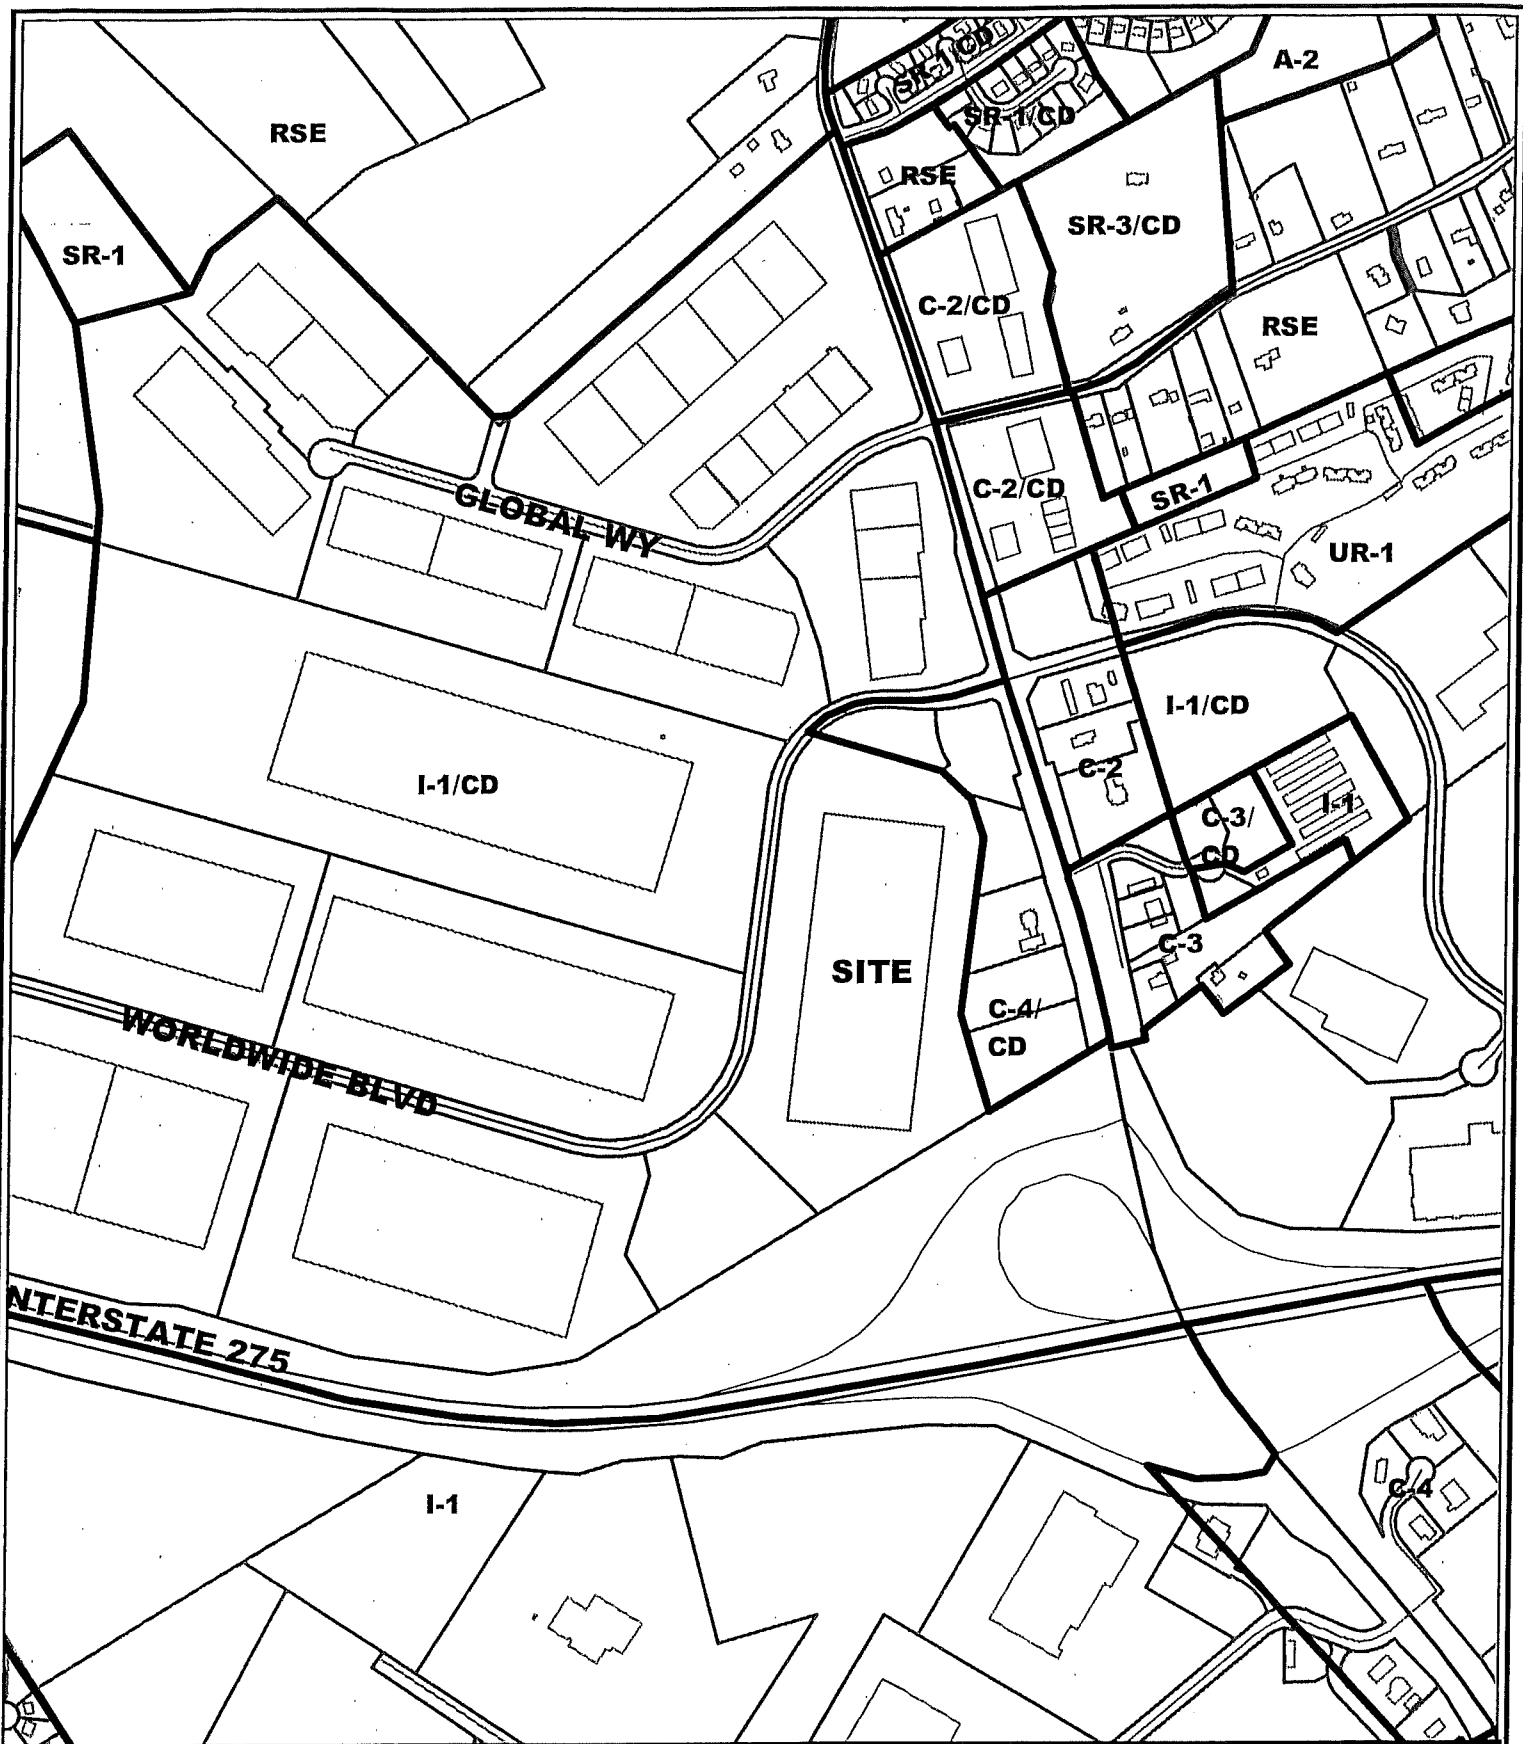 SR-1/CD
A-2
SR-1/CD
RSE
RSE
SR-3/CD
SR-1
C-2/CD
RSE
C-2/CD
SR-1
GLOBAL WY
UR-1
I-1/CD
C-2
I-1/CD
I-1
C-3/
CD
C-3
SITE
C-4/
CD
WORLDWIDE BLVD
NTERSTATE 275
C-4
I-1